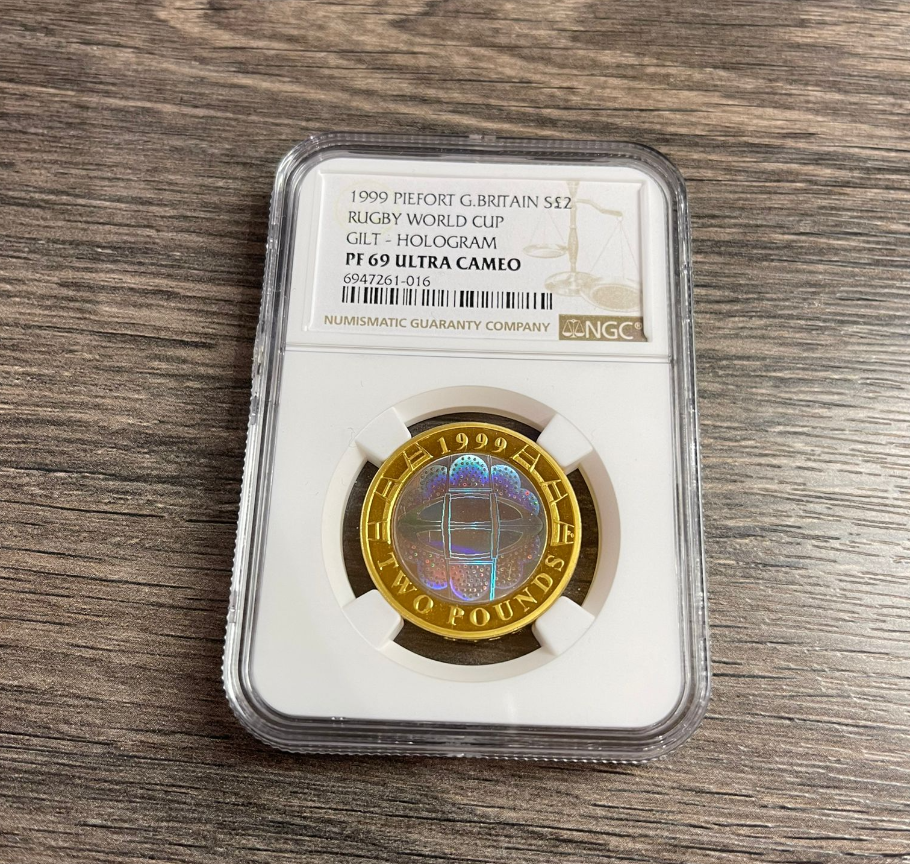 1999 PIEFORT G.BRITAIN S£2
RUGBY WORLD CUP
GILT - HOLOGRAM
PF 69 ULTRA CAMEO
6947261-016
NUMISMATIC GUARANTY COMPANY
NGC®
1999
TWO POUNDS